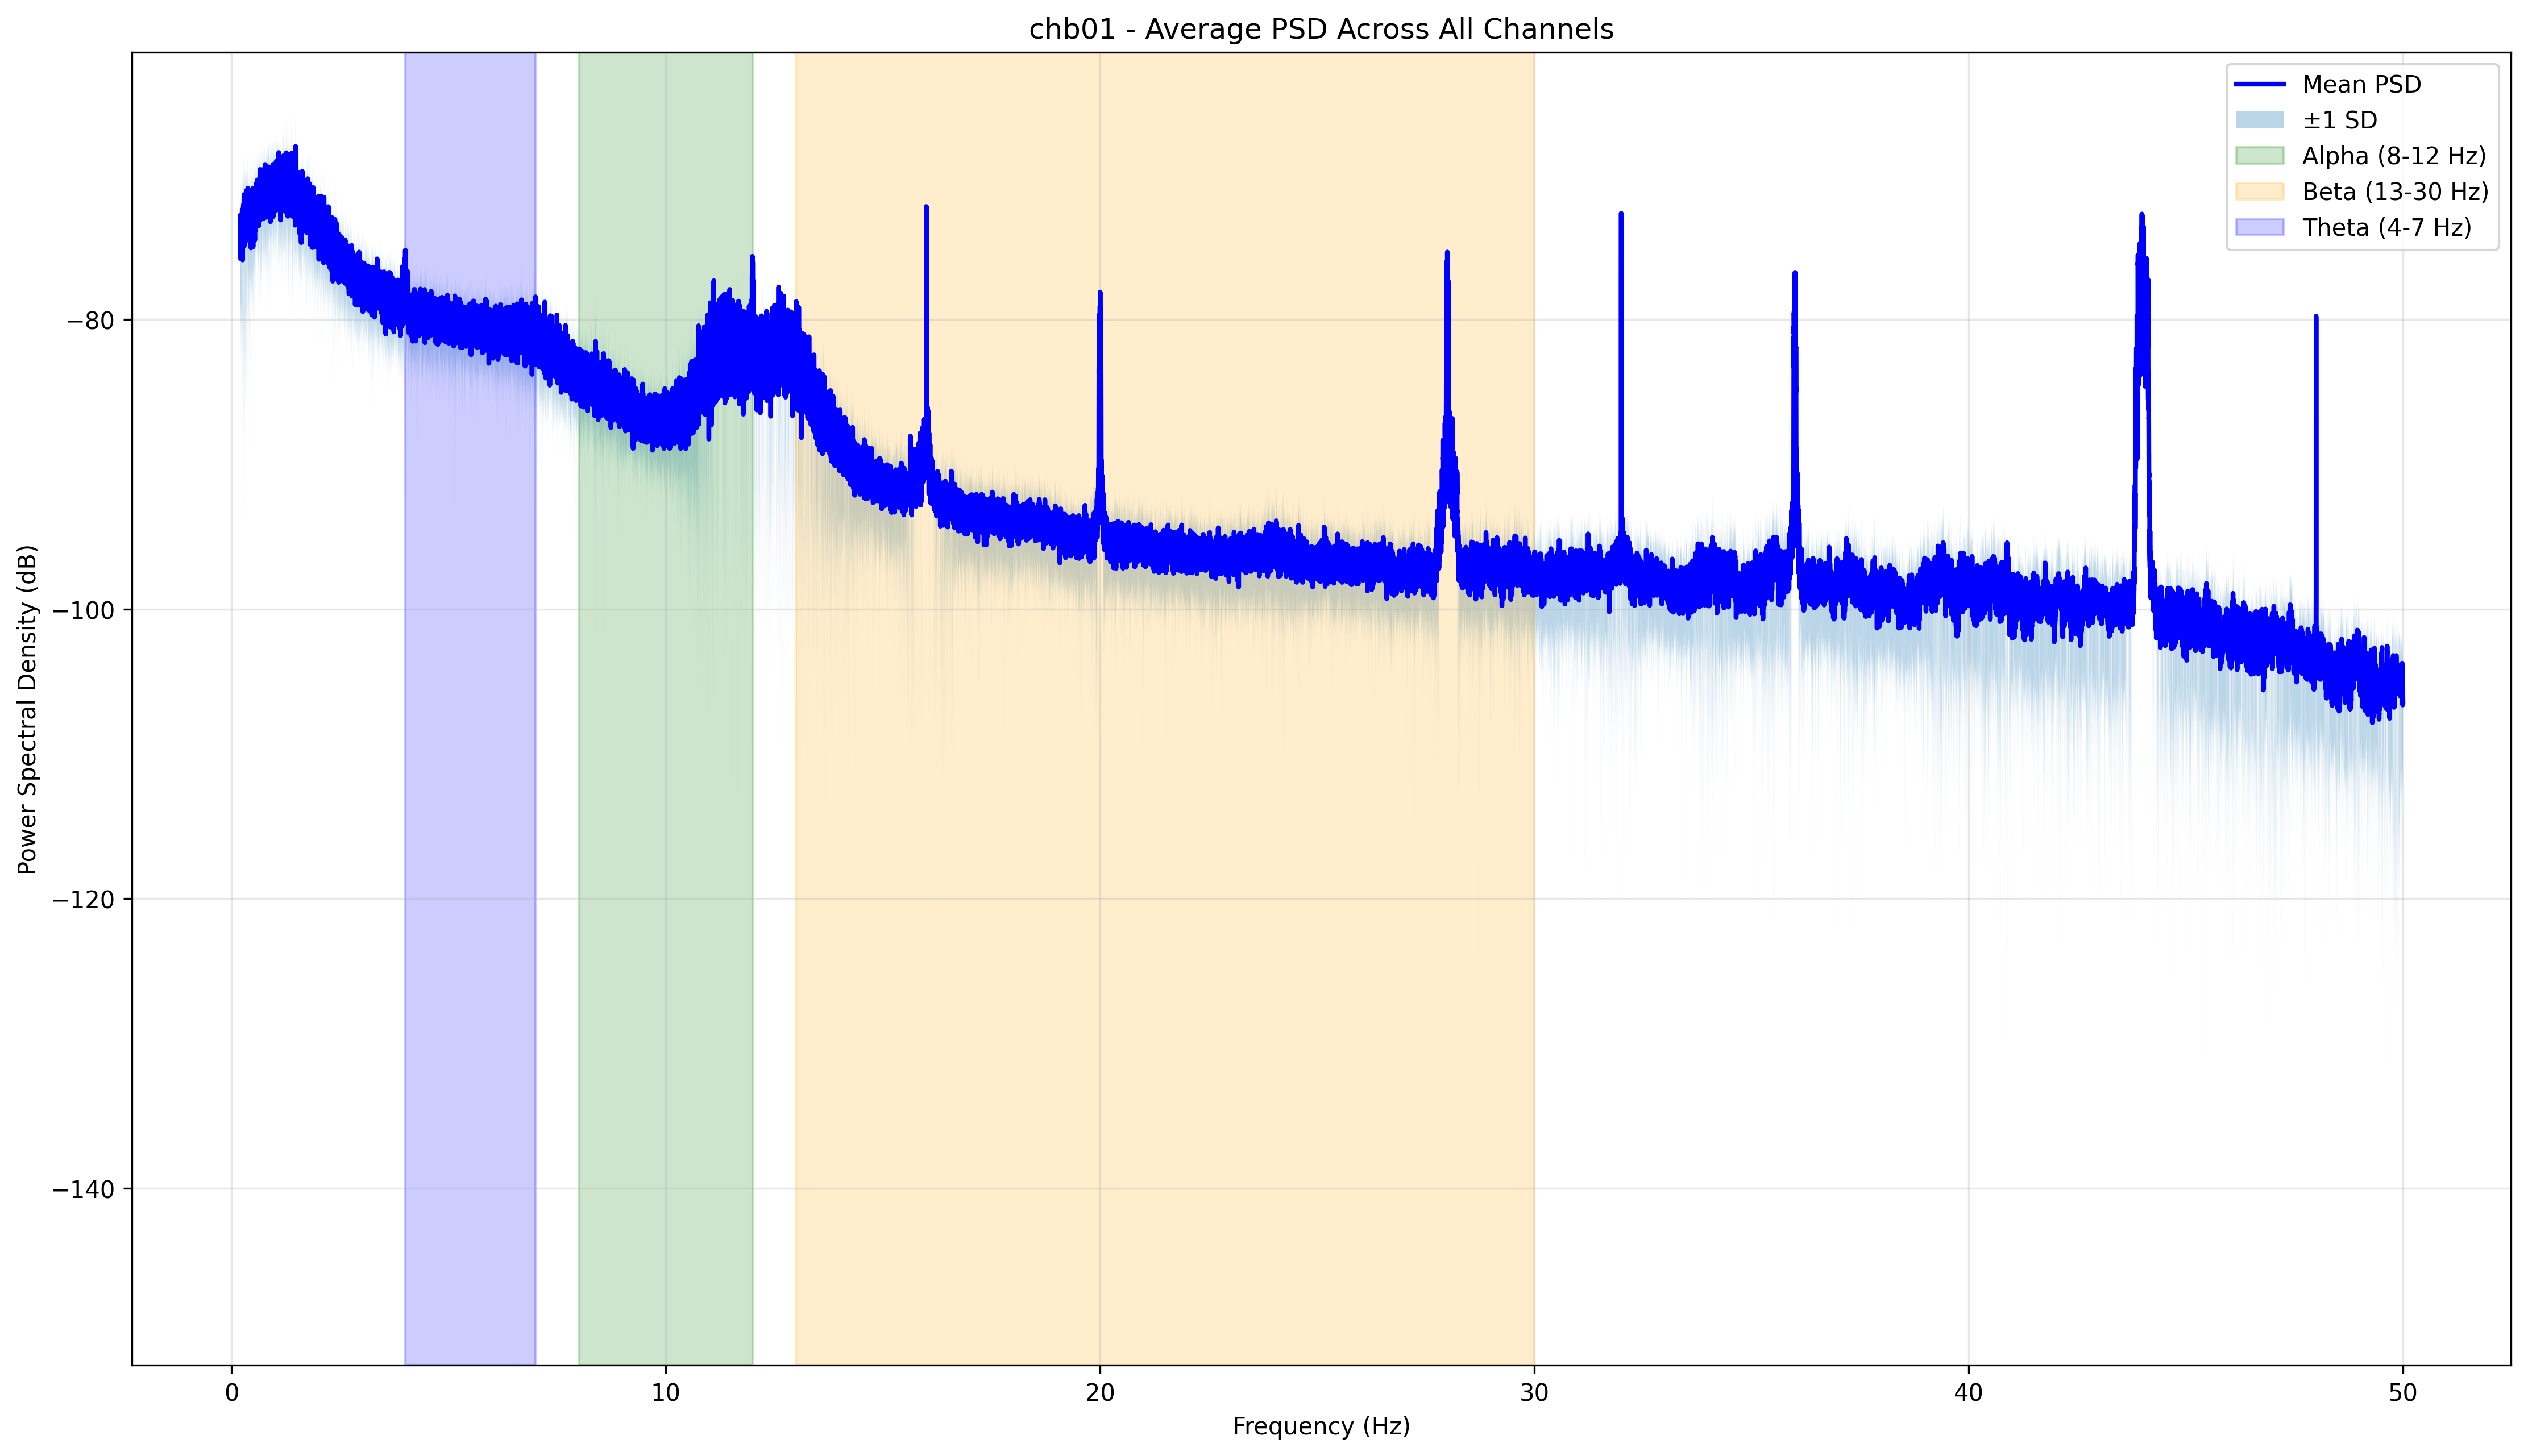 chb01 - Average PSD Across All Channels
Mean PSD
±1 SD
Alpha (8-12 Hz)
Beta (13-30 Hz)
Theta (4-7 Hz)
Power Spectral Density (dB)
−80
−100
−120
−140
0 10 20 30 40 50
Frequency (Hz)